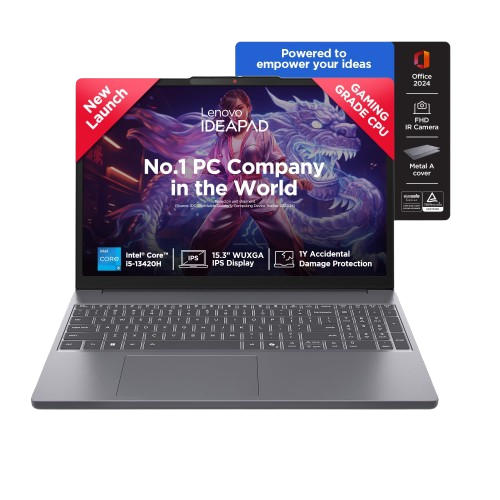 Powered to
empower your ideas
Office
2024
FHD
IR Camera
Metal A
cover
New
Launch
GAMING
GRADE CPU
Lenovo
IDEAPAD
No.1 PC Company
in the World
intel
CORE
i5
Intel® Core™
i5-13420H
IPS
15.3" WUXGA
IPS Display
1Y Accidental
Damage Protection